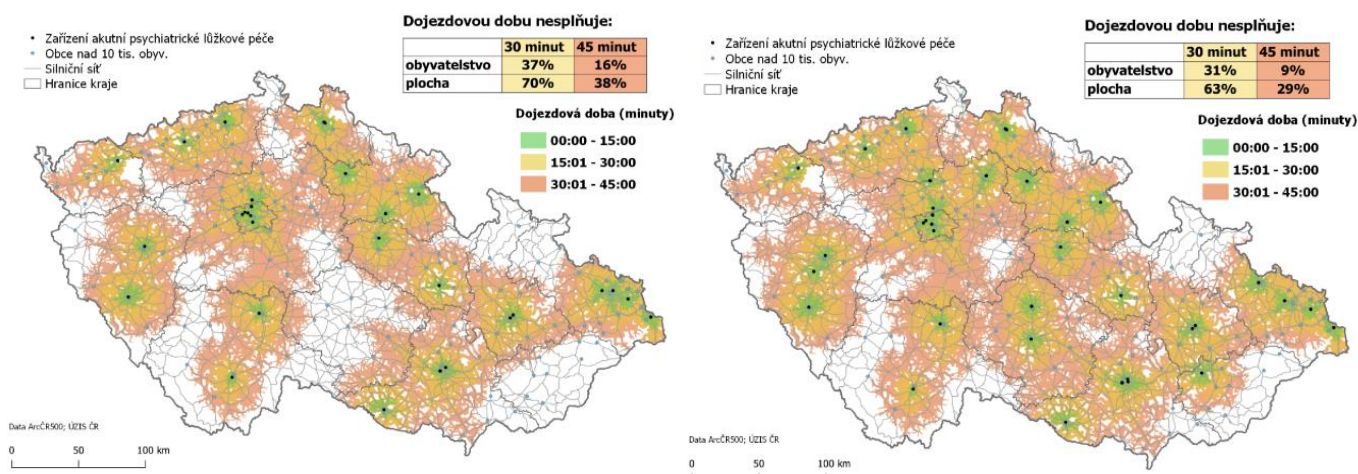 Zařízení akutní psychiatrické lůžkové péče
Obce nad 10 tis. obyv.
Silniční síť
Hranice kraje
Dojezdovou dobu nesplňuje:
30 minut 45 minut
obyvatelstvo 37% 16%
plocha 70% 38%
Dojezdová doba (minuty)
00:00 - 15:00
15:01 - 30:00
30:01 - 45:00
Data ArcČR500; ÚZIS ČR
0 50 100 km
Zařízení akutní psychiatrické lůžkové péče
Obce nad 10 tis. obyv.
Silniční síť
Hranice kraje
Dojezdovou dobu nesplňuje:
30 minut 45 minut
obyvatelstvo 31% 9%
plocha 63% 29%
Dojezdová doba (minuty)
00:00 - 15:00
15:01 - 30:00
30:01 - 45:00
Data ArcČR500; ÚZIS ČR
0 50 100 km